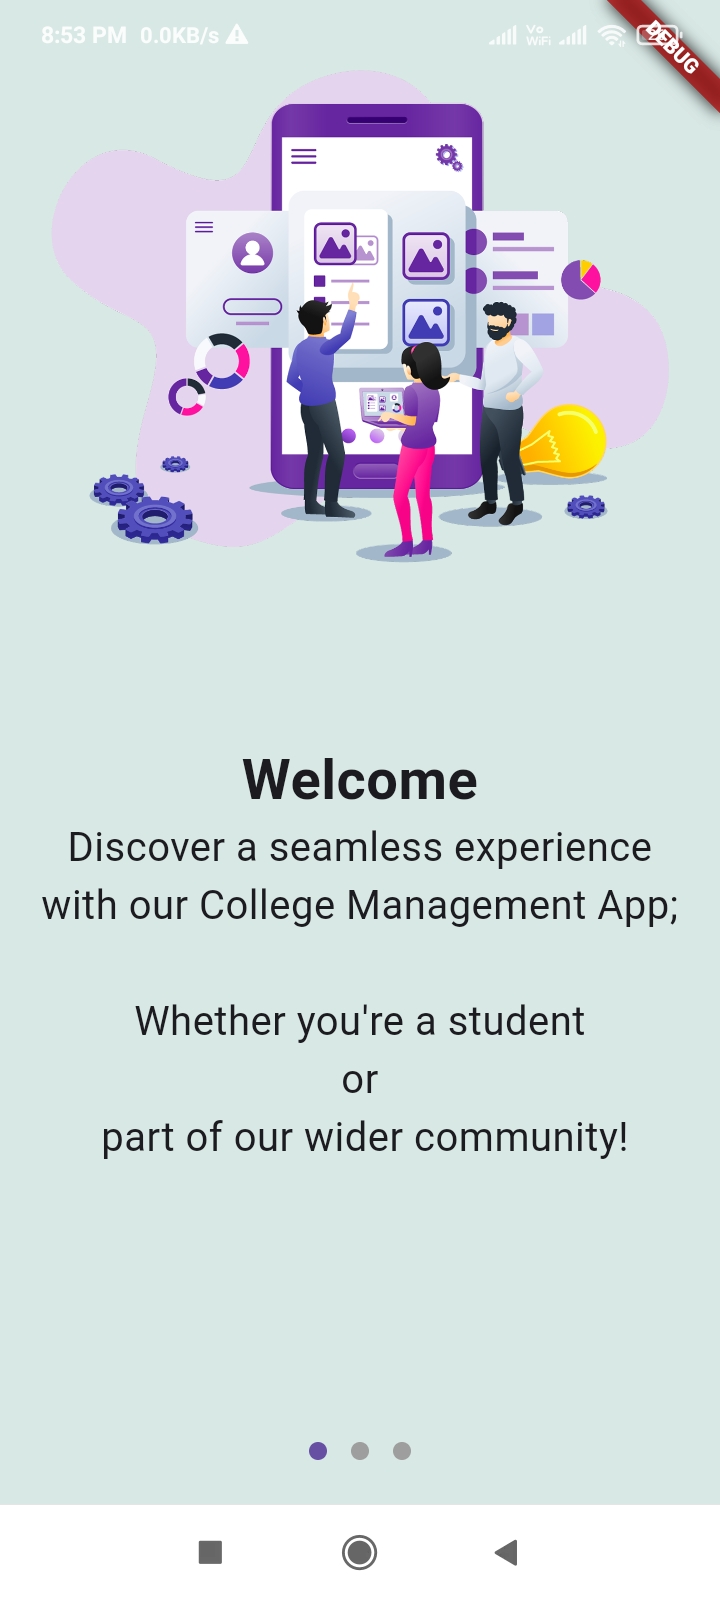 8:53 PM 0.0KB/s
Vo
WiFi
DEBUG
Welcome
Discover a seamless experience
with our College Management App;
Whether you're a student
or
part of our wider community!